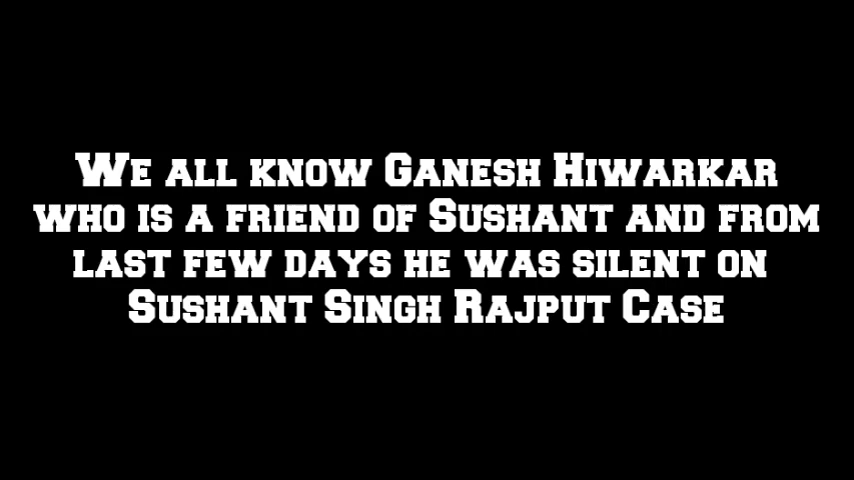 We all know Ganesh Hiwarkar
who is a friend of Sushant and from
last few days he was silent on
Sushant Singh Rajput Case